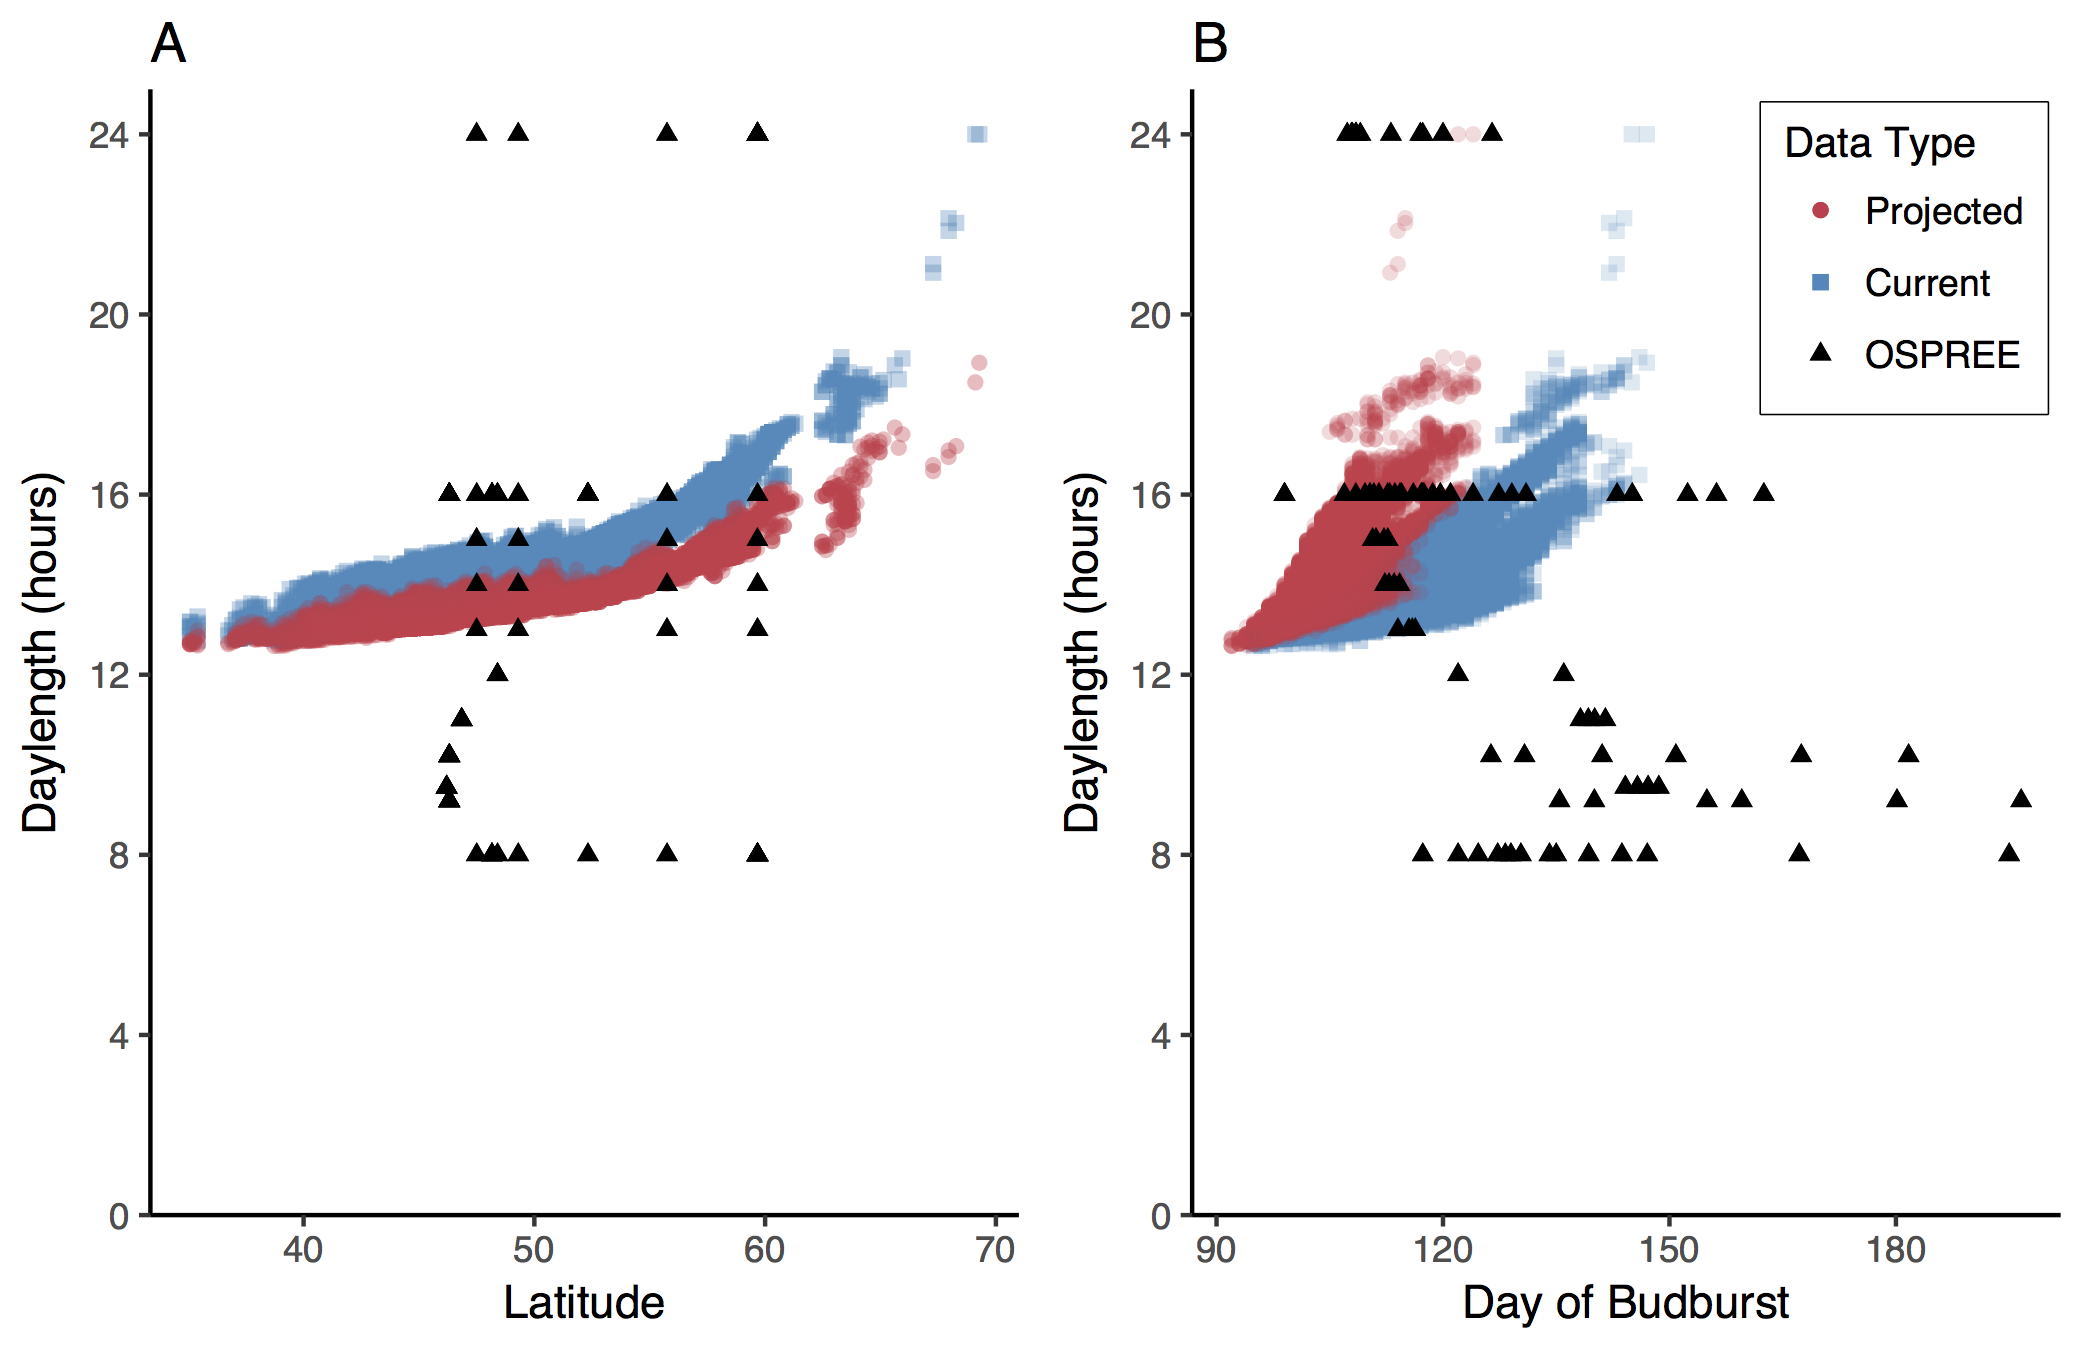 A
24
20
16
12
8
4
0
Daylength (hours)
40 50 60 70
Latitude
B
24
20
16
12
8
4
0
Daylength (hours)
90 120 150 180
Day of Budburst
Data Type
Projected
Current
OSPREE